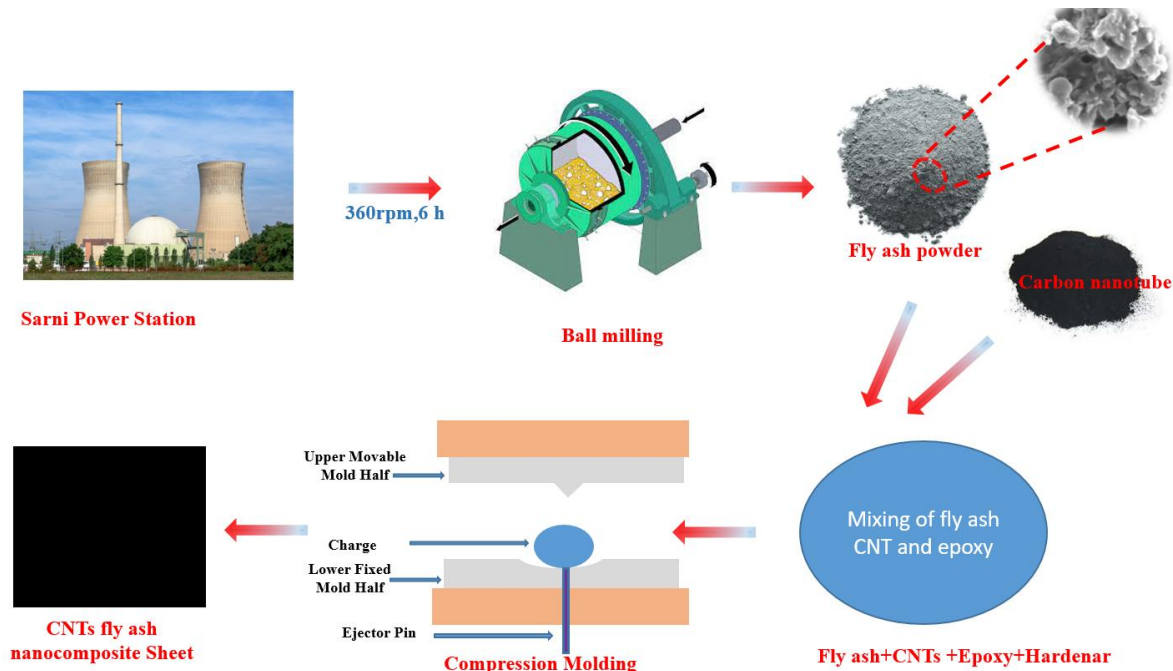 360rpm,6 h
Fly ash powder
Carbon nanotube
Sarni Power Station
Ball milling
Upper Movable
Mold Half
Charge
Lower Fixed
Mold Half
Ejector Pin
Mixing of fly ash
CNT and epoxy
CNTs fly ash
nanocomposite Sheet
Compression Molding
Fly ash+CNTs +Epoxy+Hardenar